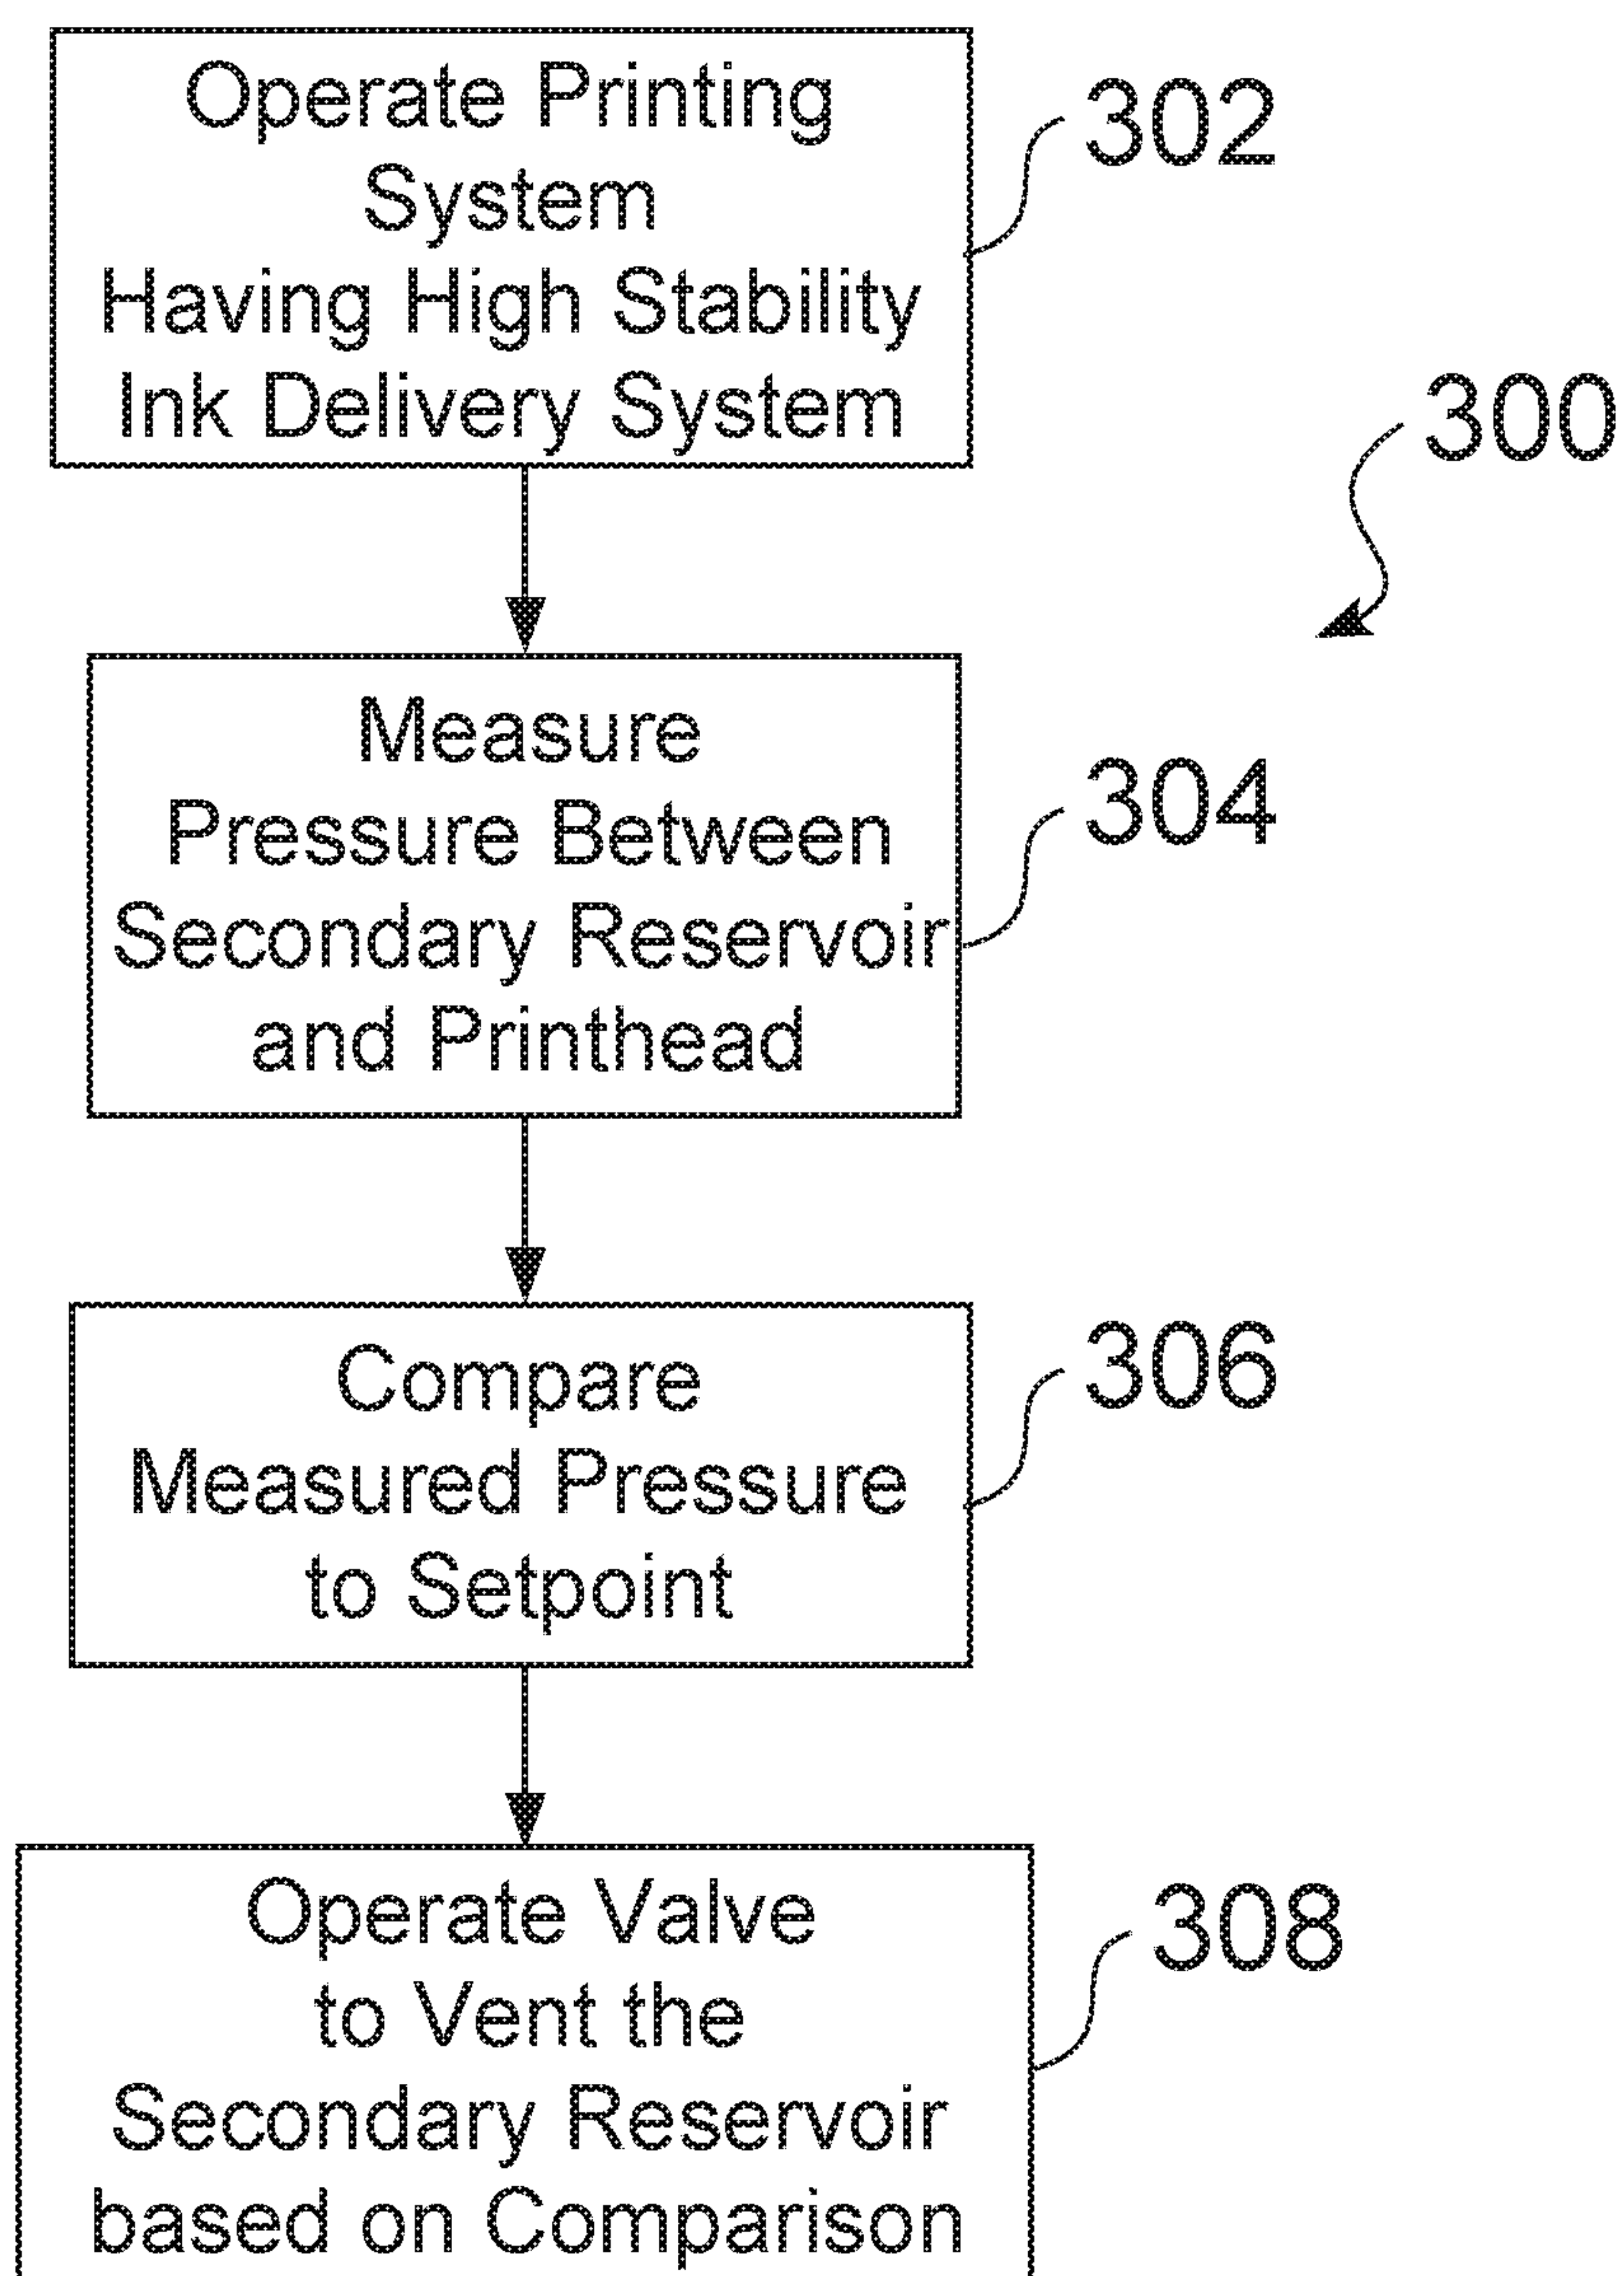 Operate Printing
System
Having High Stability
Ink Delivery System
302
300
Measure
Pressure Between
Secondary Reservoir
and Printhead
304
Compare
Measured Pressure
to Setpoint
306
Operate Valve
to Vent the
Secondary Reservoir
based on Comparison
308